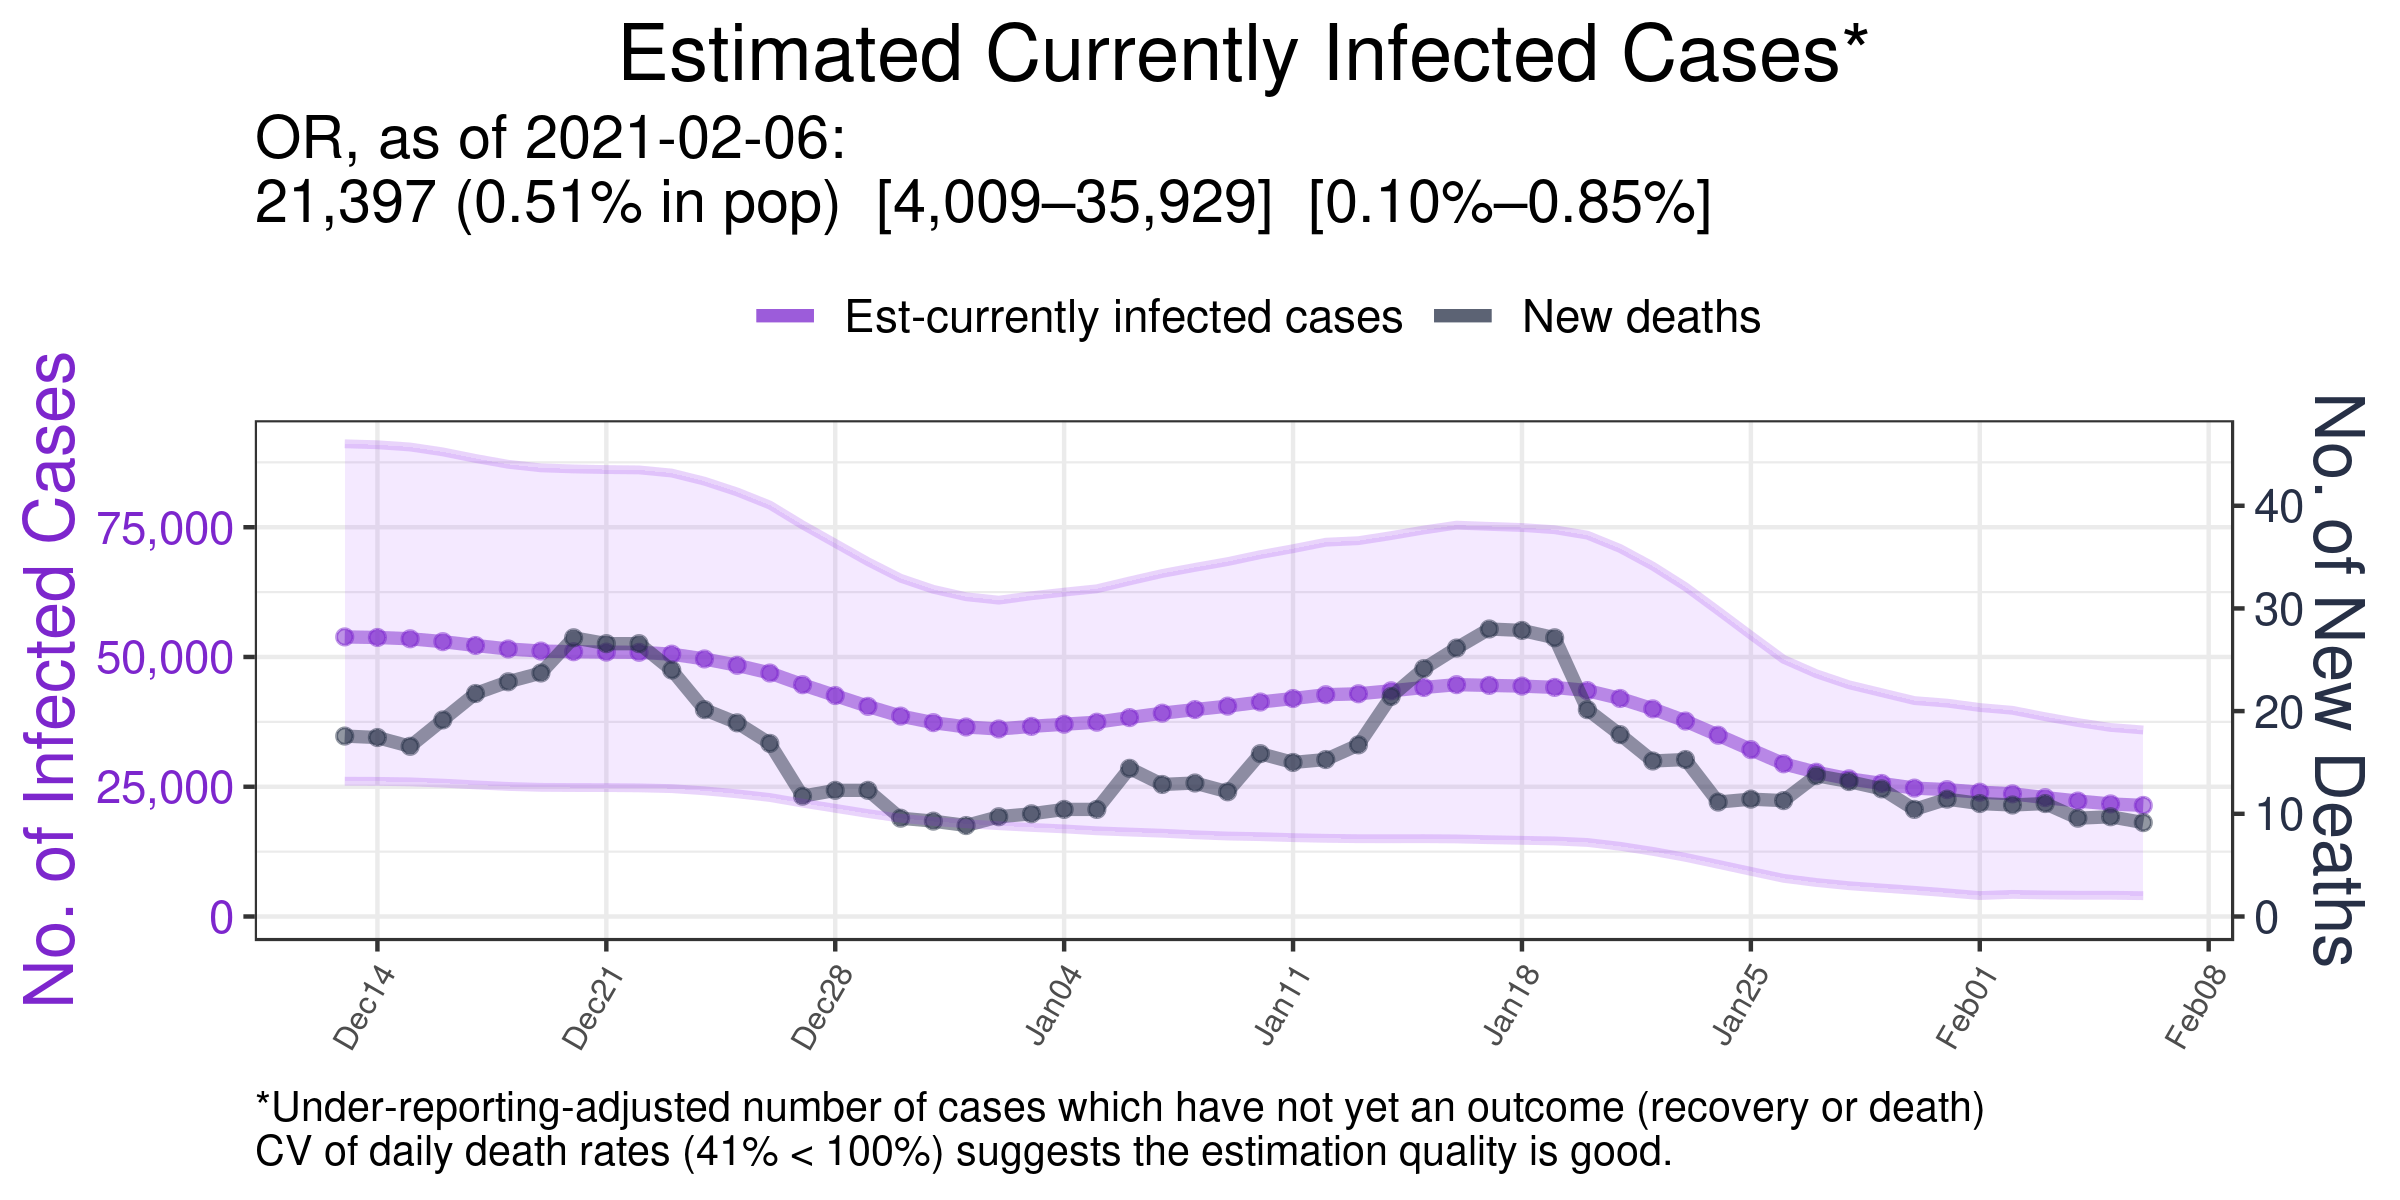 Estimated Currently Infected Cases*
OR, as of 2021-02-06:
21,397 (0.51% in pop)  [4,009–35,929]  [0.10%–0.85%]
Est-currently infected cases
New deaths
No. of Infected Cases
75,000
50,000
25,000
0
40
30
20
10
0
No. of New Deaths
Dec14
Dec21
Dec28
Jan04
Jan11
Jan18
Jan25
Feb01
Feb08
*Under-reporting-adjusted number of cases which have not yet an outcome (recovery or death)
CV of daily death rates (41% < 100%) suggests the estimation quality is good.